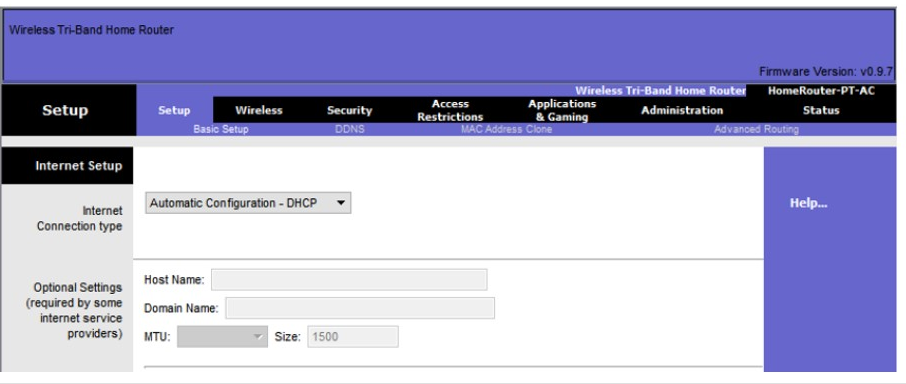 Wireless Tri-Band Home Router
Firmware Version: v0.9.7
Wireless Tri-Band Home Router HomeRouter-PT-AC
Setup
Setup Wireless Security Access Restrictions Applications & Gaming Administration Status
Basic Setup DDNS MAC Address Clone Advanced Routing
Internet Setup
Internet
Connection type
Automatic Configuration - DHCP
Help...
Optional Settings
(required by some
internet service
providers)
Host Name:
Domain Name:
MTU: Size: 1500